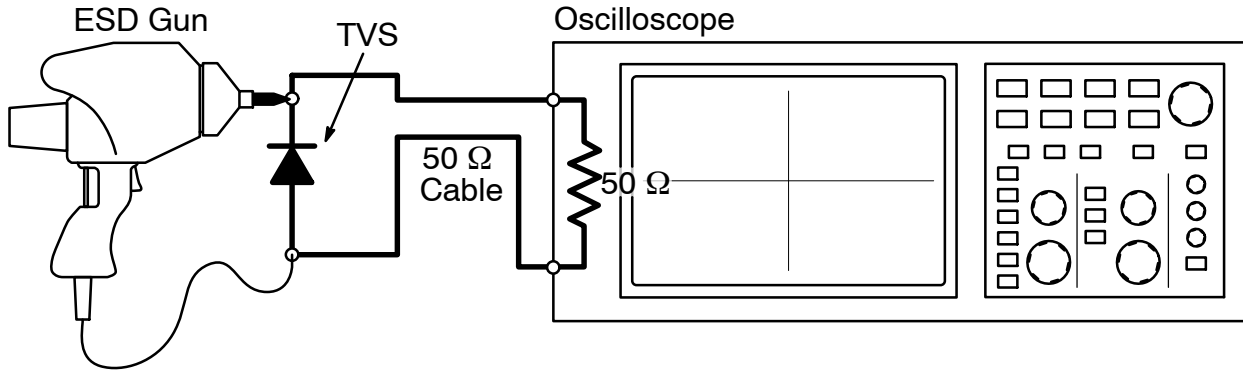 ESD Gun
TVS
Oscilloscope
50 Ω
Cable
50 Ω